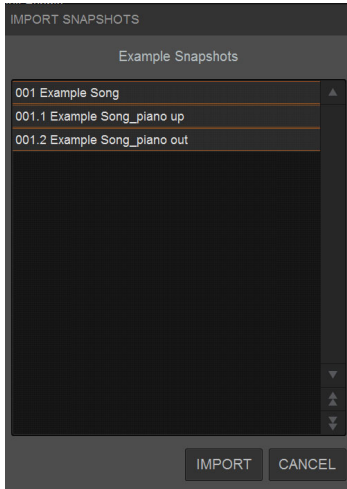 IMPORT SNAPSHOTS
Example Snapshots
001 Example Song
001.1 Example Song_piano up
001.2 Example Song_piano out
IMPORT
CANCEL